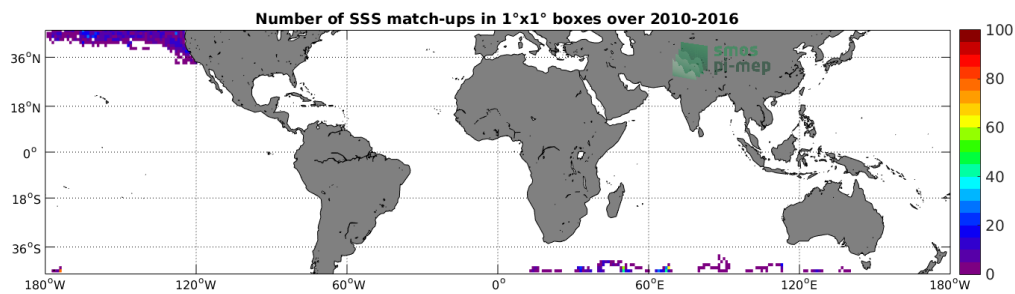 Number of SSS match-ups in 1°x1° boxes over 2010-2016
smos
pi-mep
36°N
18°N
0°
18°S
36°S
180°W 120°W 60°W 0° 60°E 120°E 180°W
100
80
60
40
20
0